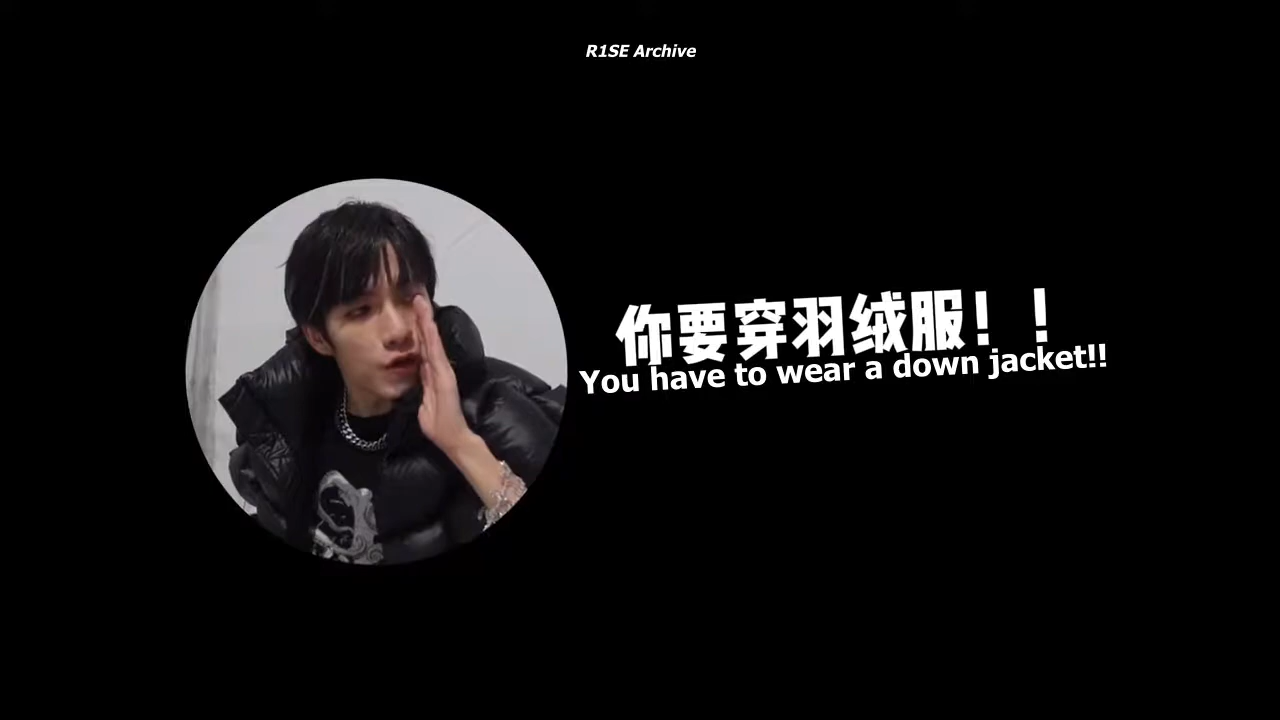 R1SE Archive
你要穿羽绒服！！
You have to wear a down jacket!!